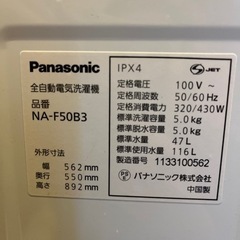 Panasonic
全自動電気洗濯機
品番
NA-F50B3
外形寸法
幅 562mm
奥行 550mm
高さ 892mm
IPX4
JET
定格電圧 100V~
定格周波数 50/60Hz
定格消費電力 320/430W
標準洗濯容量 5.0kg
標準脱水容量 5.0kg
標準水量 47L
標準使用水量 116L
製造番号 1133100562
PSE パナソニック株式会社
中国製